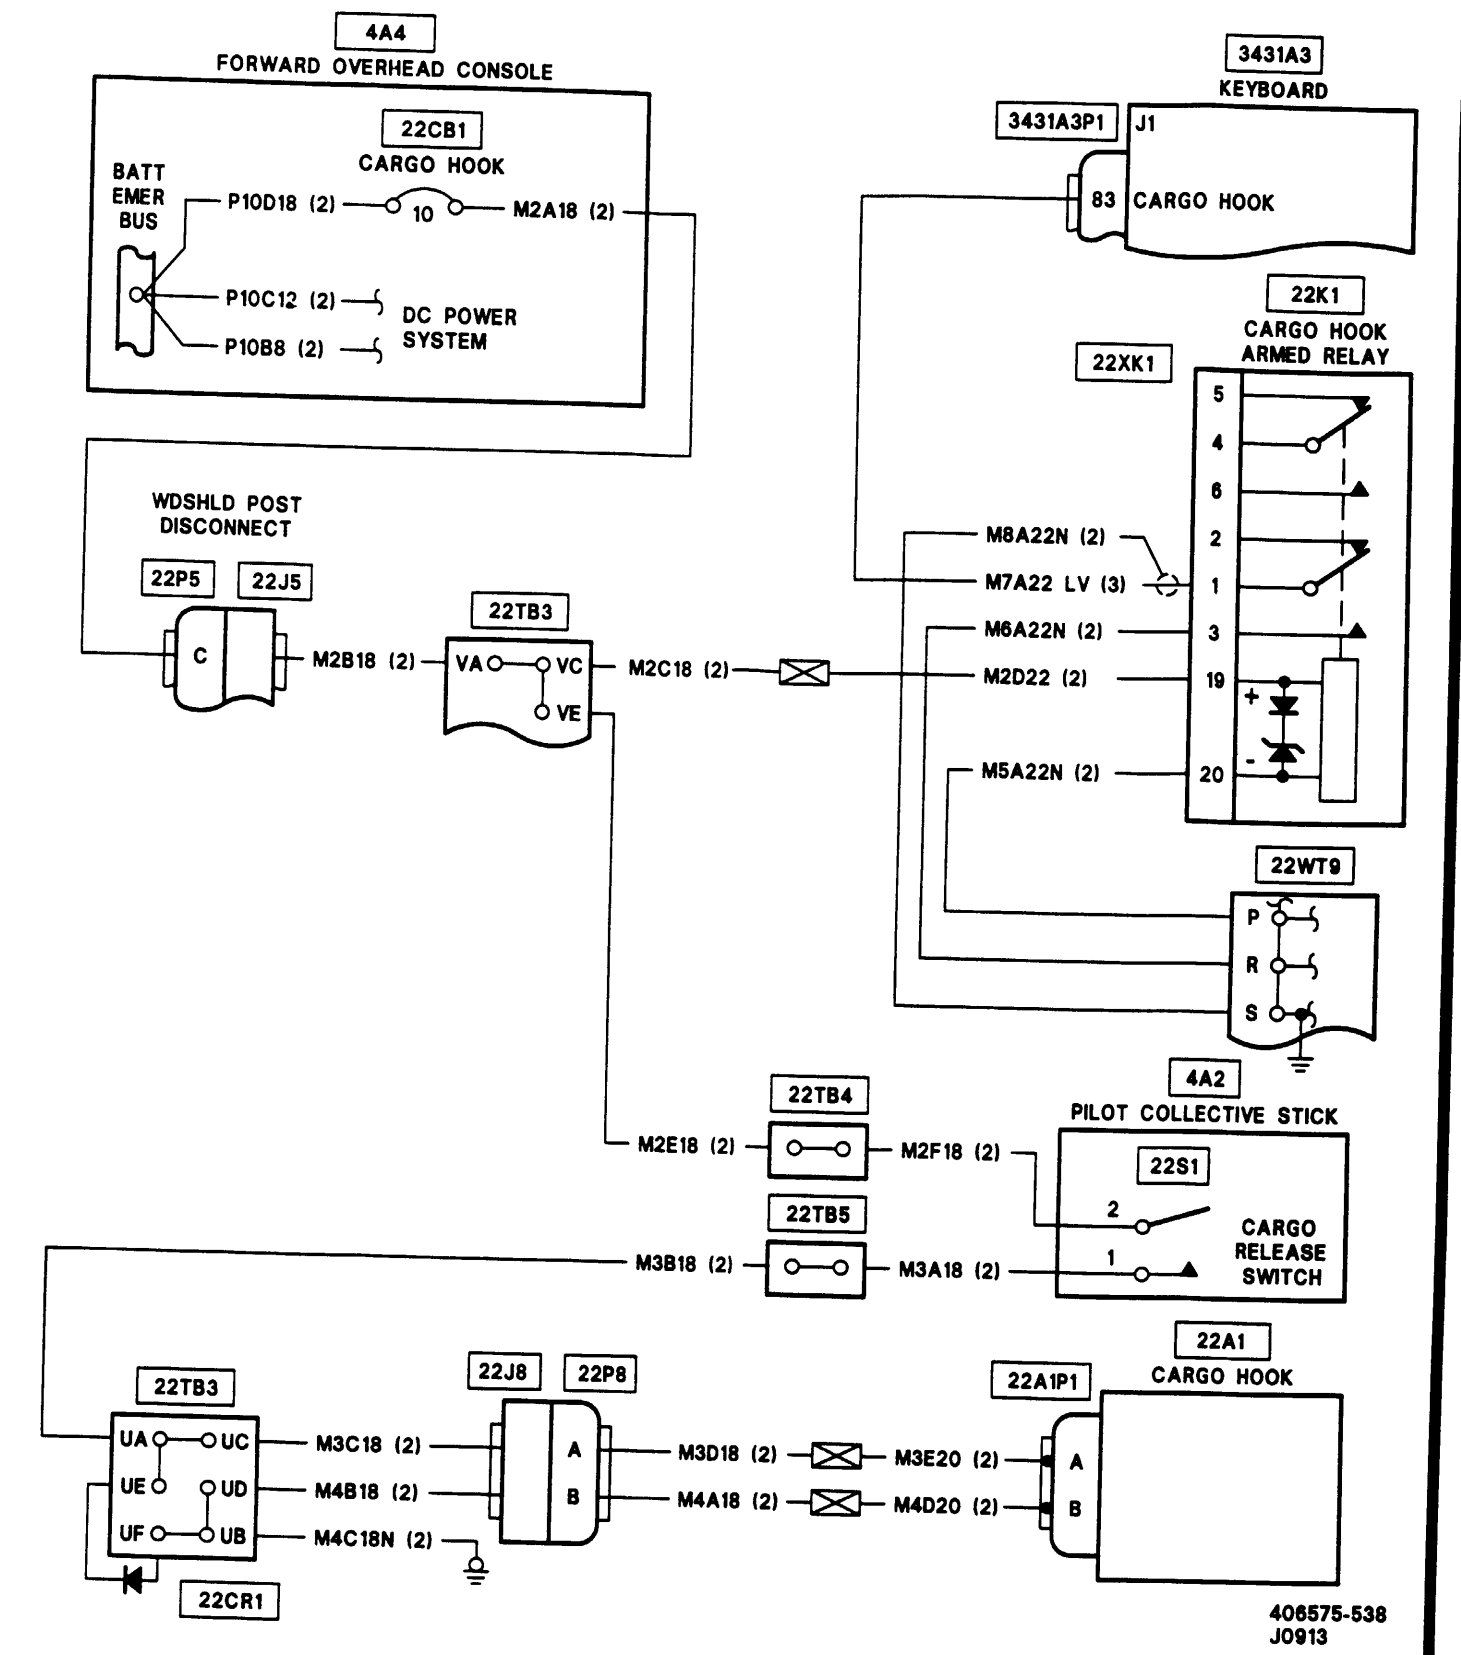 4A4
FORWARD OVERHEAD CONSOLE
22CB1
CARGO HOOK
BATT
EMER
BUS
P10D18 (2)
10
M2A18 (2)
P10C12 (2)
P10B8 (2)
DC POWER
SYSTEM
3431A3
KEYBOARD
3431A3P1
J1
83
CARGO HOOK
22K1
CARGO HOOK
ARMED RELAY
22XK1
5
4
6
2
1
3
19
20
+
-
M8A22N (2)
M7A22 LV (3)
M6A22N (2)
M2D22 (2)
M5A22N (2)
WDSHLD POST
DISCONNECT
22P5
22J5
C
M2B18 (2)
22TB3
VA
VC
VE
M2C18 (2)
22WT9
P
R
S
22TB4
M2E18 (2)
M2F18 (2)
4A2
PILOT COLLECTIVE STICK
22S1
2
1
CARGO
RELEASE
SWITCH
22TB5
M3B18 (2)
M3A18 (2)
22TB3
UA
UC
UE
UD
UF
UB
22CR1
M3C18 (2)
M4B18 (2)
M4C18N (2)
22J8
22P8
A
B
M3D18 (2)
M4A18 (2)
M3E20 (2)
M4D20 (2)
22A1P1
A
B
22A1
CARGO HOOK
406575-538
J0913